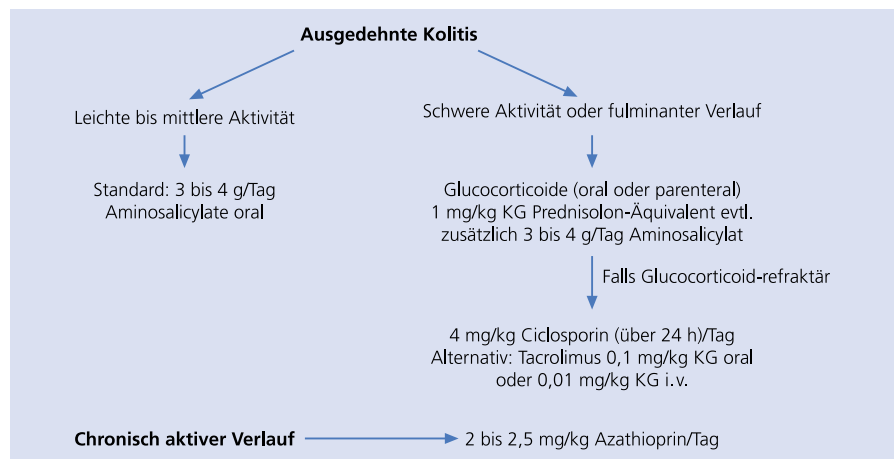 Ausgedehnte Kolitis
Leichte bis mittlere Aktivität
Standard: 3 bis 4 g/Tag
Aminosalicylate oral
Schwere Aktivität oder fulminanter Verlauf
Glucocorticoide (oral oder parenteral)
1 mg/kg KG Prednisolon-Äquivalent evtl.
zusätzlich 3 bis 4 g/Tag Aminosalicylat
Falls Glucocorticoid-refraktär
4 mg/kg Ciclosporin (über 24 h)/Tag
Alternativ: Tacrolimus 0,1 mg/kg KG oral
oder 0,01 mg/kg KG i.v.
Chronisch aktiver Verlauf
2 bis 2,5 mg/kg Azathioprin/Tag